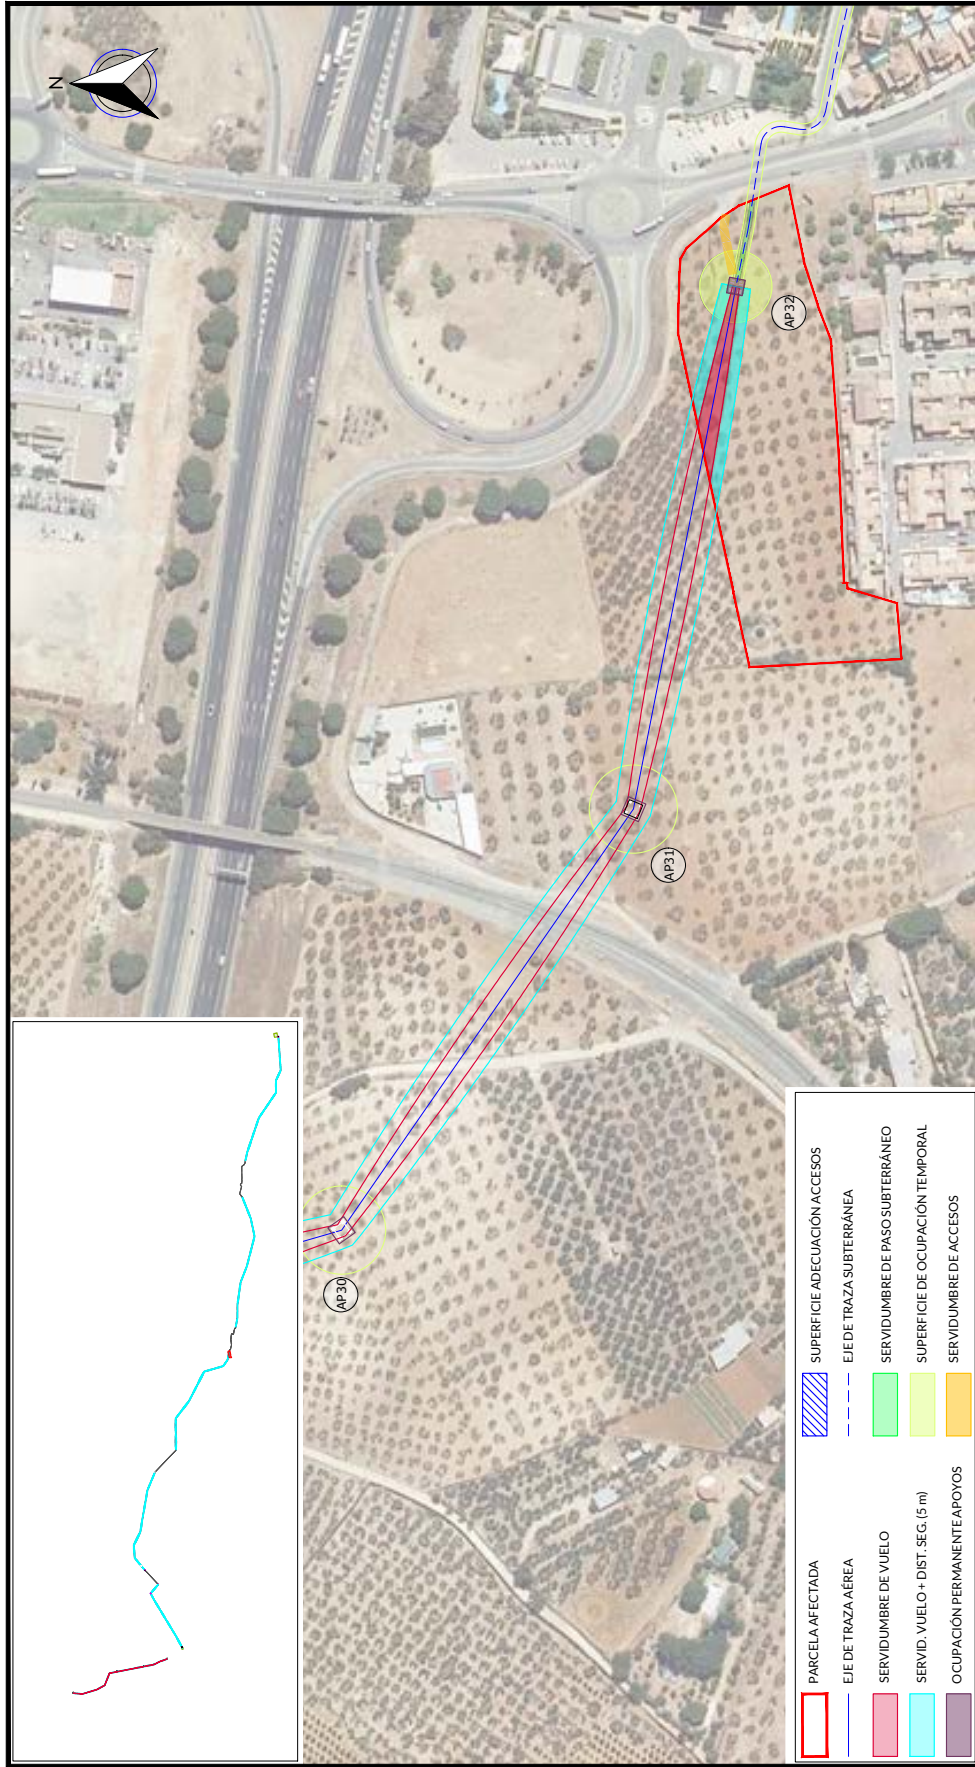 N
AP32
AP31
AP30
PARCELA AFECTADA
EJE DE TRAZA AÉREA
SERVIDUMBRE DE VUELO
SERVID. VUELO + DIST. SEG. (5 m)
OCUPACIÓN PERMANENTE APOYOS
SUPERFICIE ADECUACIÓN ACCESOS
EJE DE TRAZA SUBTERRÁNEA
SERVIDUMBRE DE PASO SUBTERRÁNEO
SUPERFICIE DE OCUPACIÓN TEMPORAL
SERVIDUMBRE DE ACCESOS